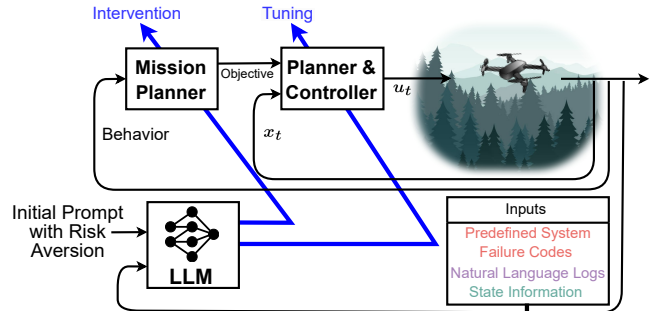 Intervention
Tuning
Mission
Planner
Objective
Planner &
Controller
u_t
Behavior
x_t
Initial Prompt
with Risk
Aversion
LLM
Inputs
Predefined System
Failure Codes
Natural Language Logs
State Information